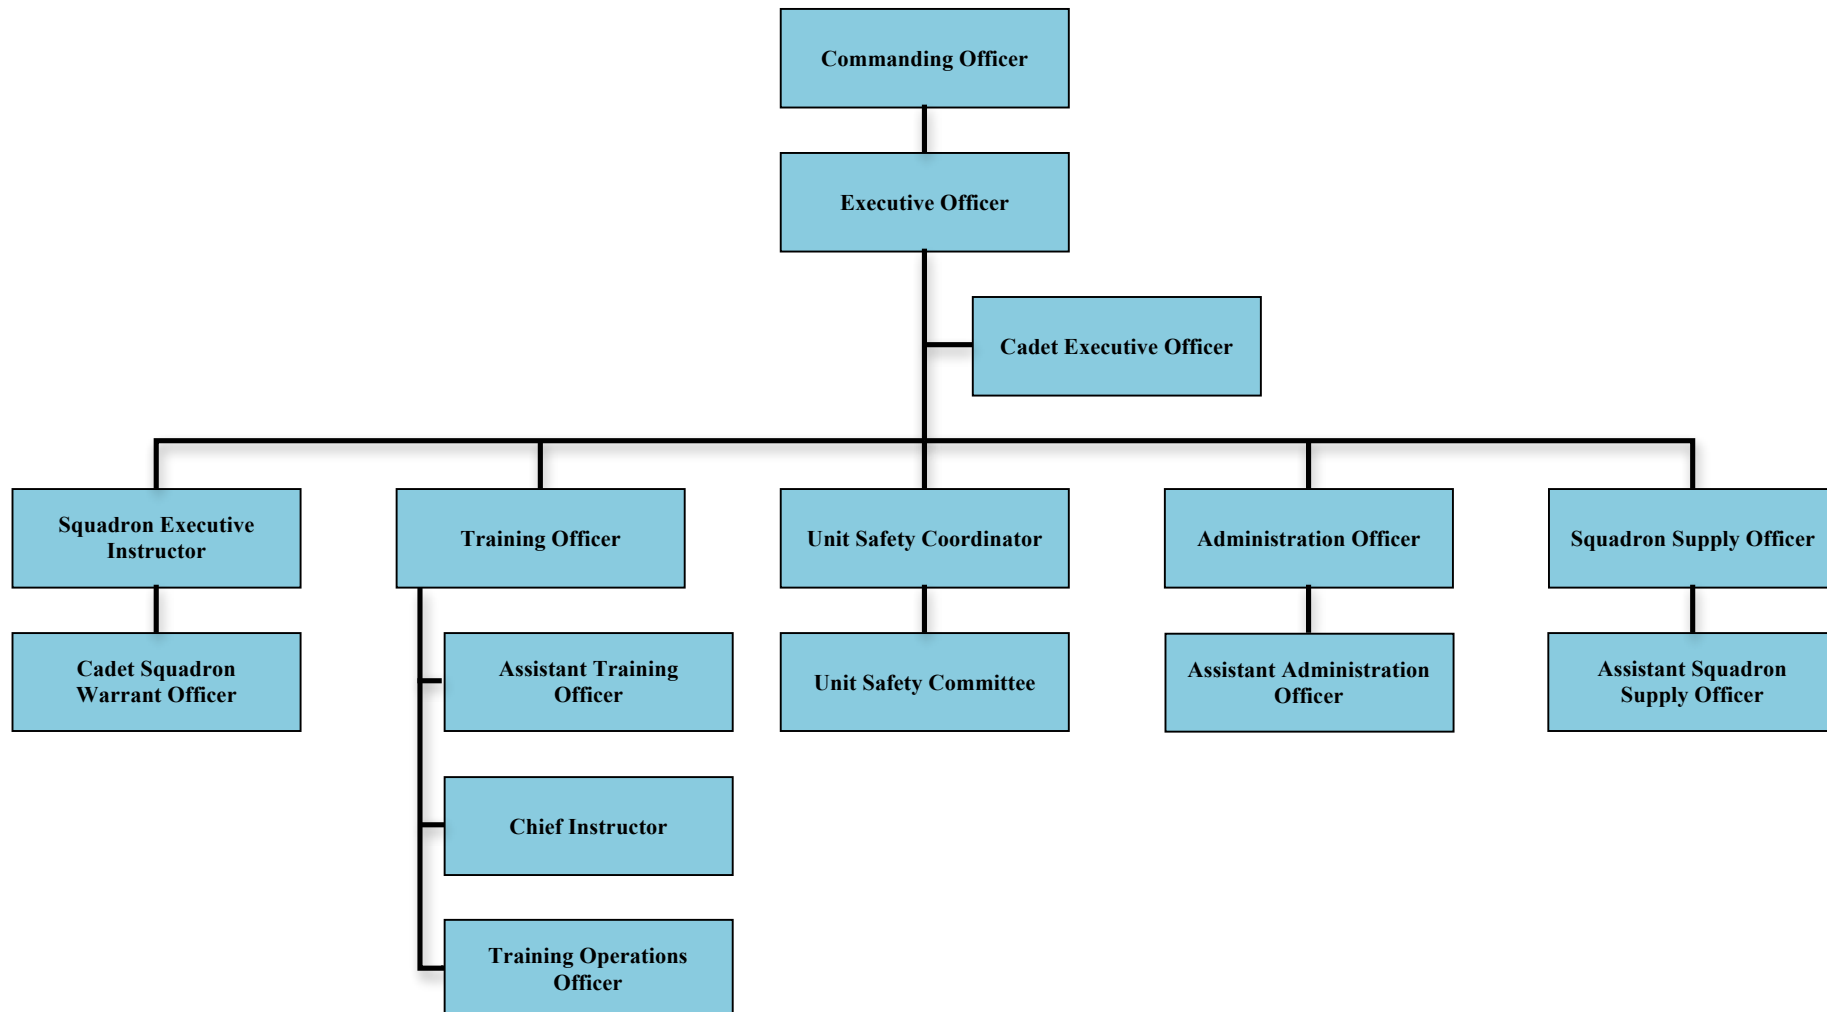 Commanding Officer
Executive Officer
Cadet Executive Officer
Squadron Executive
Instructor
Training Officer
Unit Safety Coordinator
Administration Officer
Squadron Supply Officer
Cadet Squadron
Warrant Officer
Assistant Training
Officer
Unit Safety Committee
Assistant Administration
Officer
Assistant Squadron
Supply Officer
Chief Instructor
Training Operations
Officer